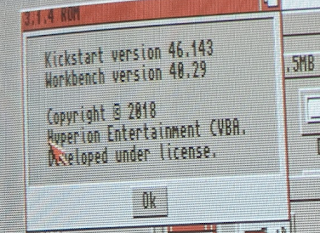 3.1.4 ROM
Kickstart version 46.143
Workbench version 40.29
.5MB
Copyright © 2018
Hyperion Entertainment CVBA.
Developed under license.
Ok